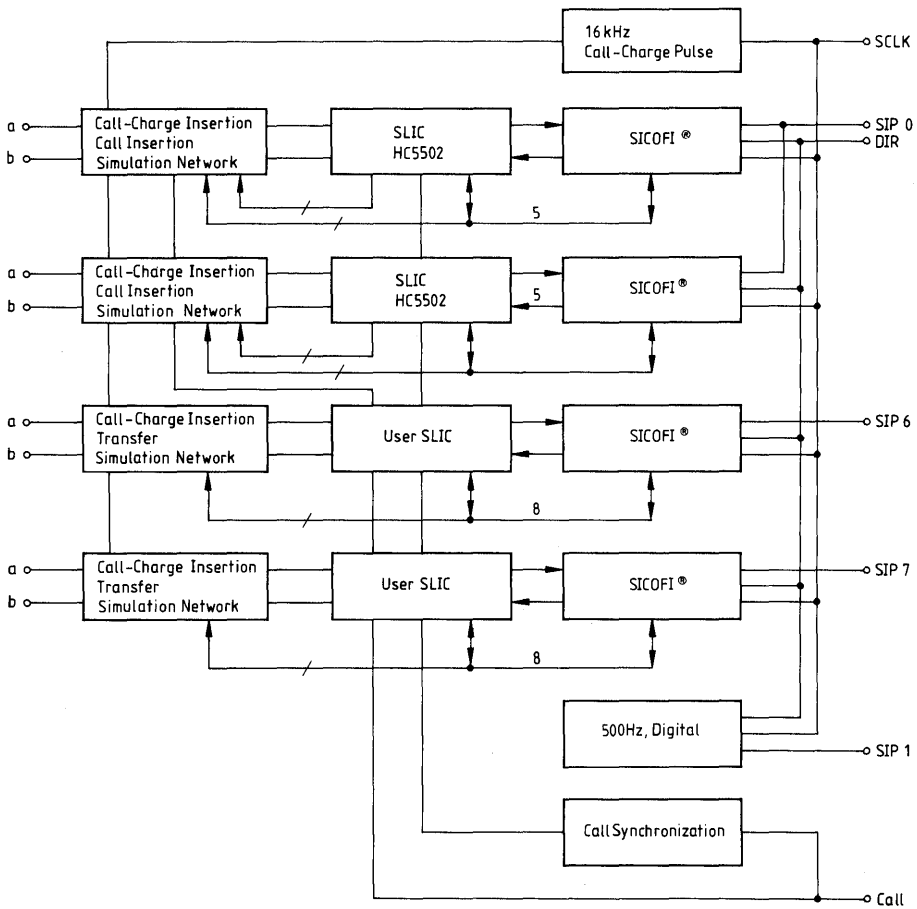 16kHz
Call-Charge Pulse
SCLK
a
Call-Charge Insertion
Call Insertion
Simulation Network
b
SLIC
HC5502
SICOFI®
SIP 0
DIR
5
a
Call-Charge Insertion
Call Insertion
Simulation Network
b
SLIC
HC5502
5
SICOFI®
a
Call-Charge Insertion
Transfer
Simulation Network
b
User SLIC
SICOFI®
SIP 6
8
a
Call-Charge Insertion
Transfer
Simulation Network
b
User SLIC
SICOFI®
SIP 7
8
500Hz, Digital
SIP 1
Call Synchronization
Call